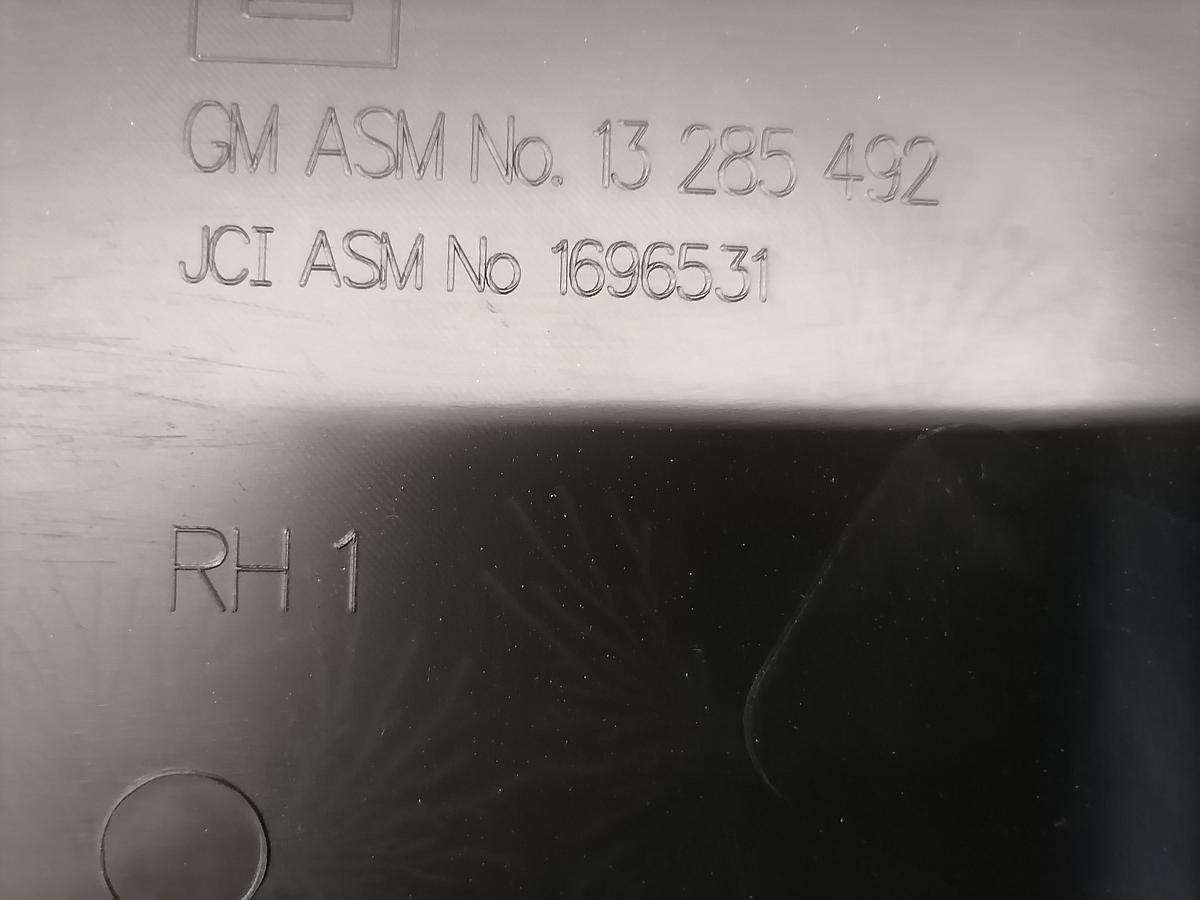 GM ASM No. 13 285 492
JCI ASM No 1696531
RH 1